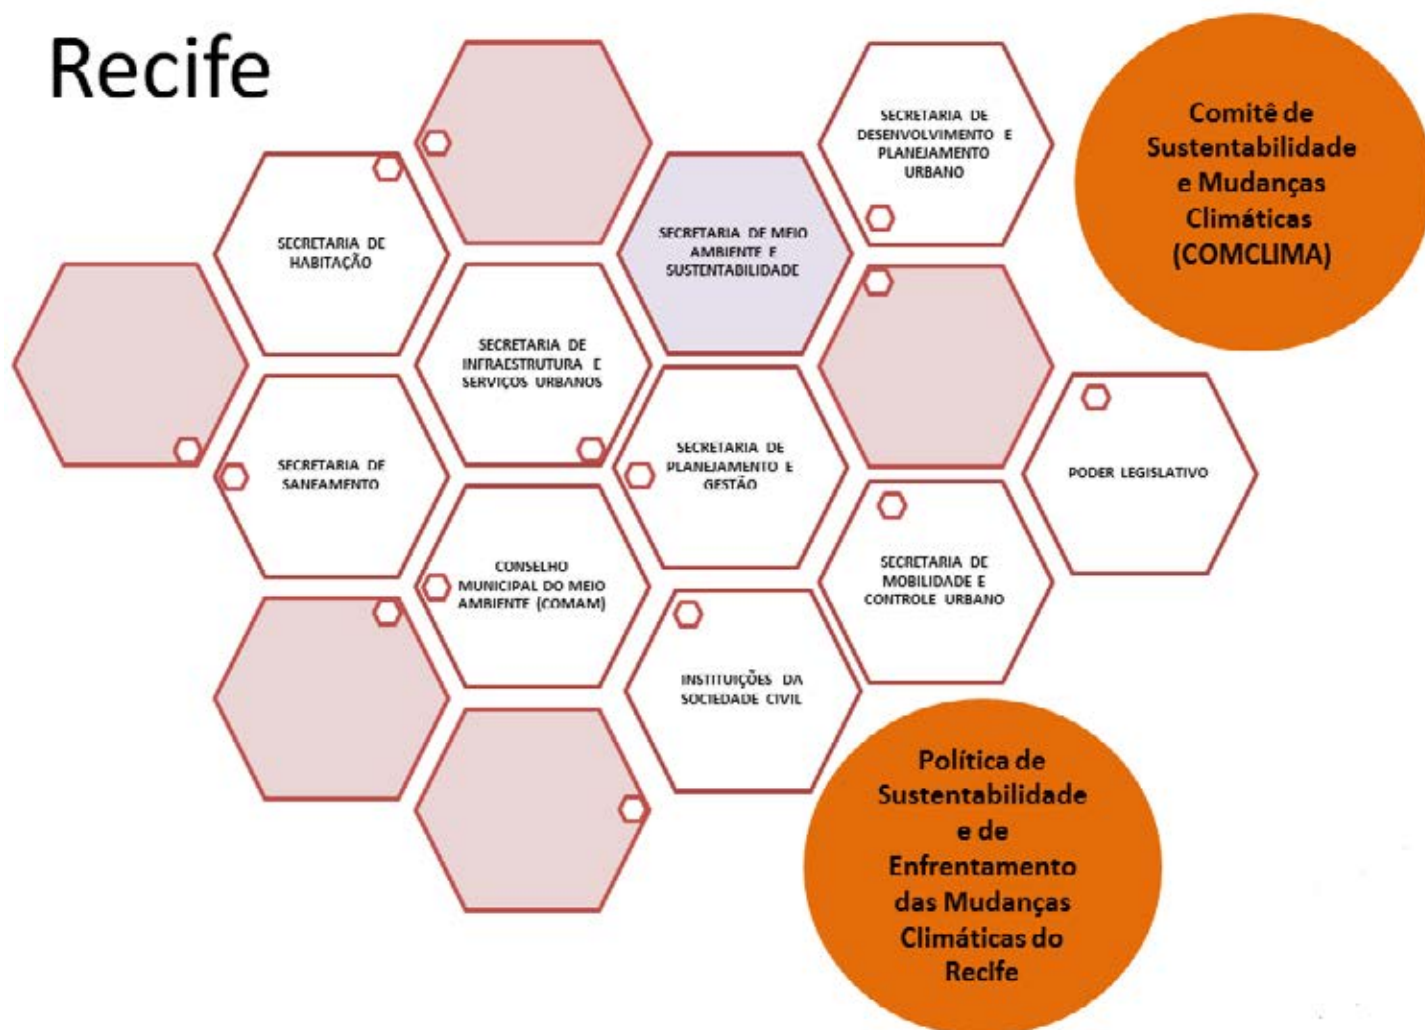 Recife
SECRETARIA DE
DESENVOLVIMENTO E
PLANEJAMENTO
URBANO
Comitê de
Sustentabilidade
e Mudanças
Climáticas
(COMCLIMA)
SECRETARIA DE
HABITAÇÃO
SECRETARIA DE MEIO
AMBIENTE E
SUSTENTABILIDADE
SECRETARIA DE
INFRAESTRUTURA E
SERVIÇOS URBANOS
SECRETARIA DE
SANEAMENTO
SECRETARIA DE
PLANEJAMENTO E
GESTÃO
PODER LEGISLATIVO
CONSELHO
MUNICIPAL DO MEIO
AMBIENTE (COMAM)
SECRETARIA DE
MOBILIDADE E
CONTROLE URBANO
INSTITUIÇÕES DA
SOCIEDADE CIVIL
Política de
Sustentabilidade
e de
Enfrentamento
das Mudanças
Climáticas do
Recife